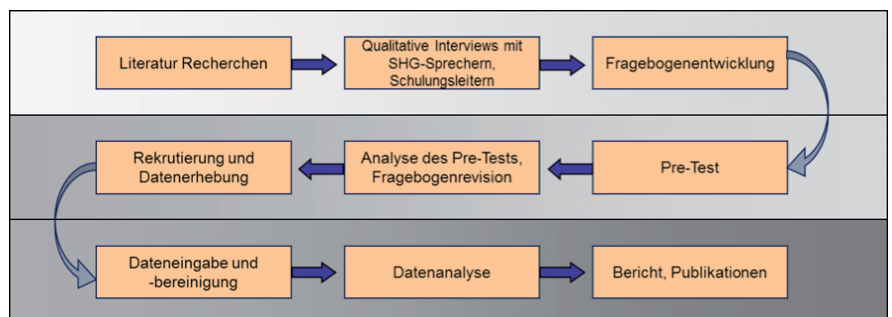 Literatur Recherchen
Qualitative Interviews mit
SHG-Sprechern,
Schulungsleitern
Fragebogenentwicklung
Pre-Test
Analyse des Pre-Tests,
Fragebogenrevision
Rekrutierung und
Datenerhebung
Dateneingabe und
-bereinigung
Datenanalyse
Bericht, Publikationen